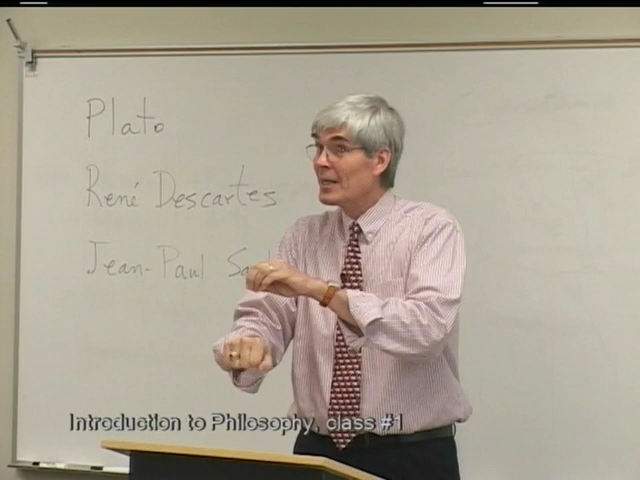 Plato
René Descartes
Jean-Paul
Introduction to Philosophy, class #1